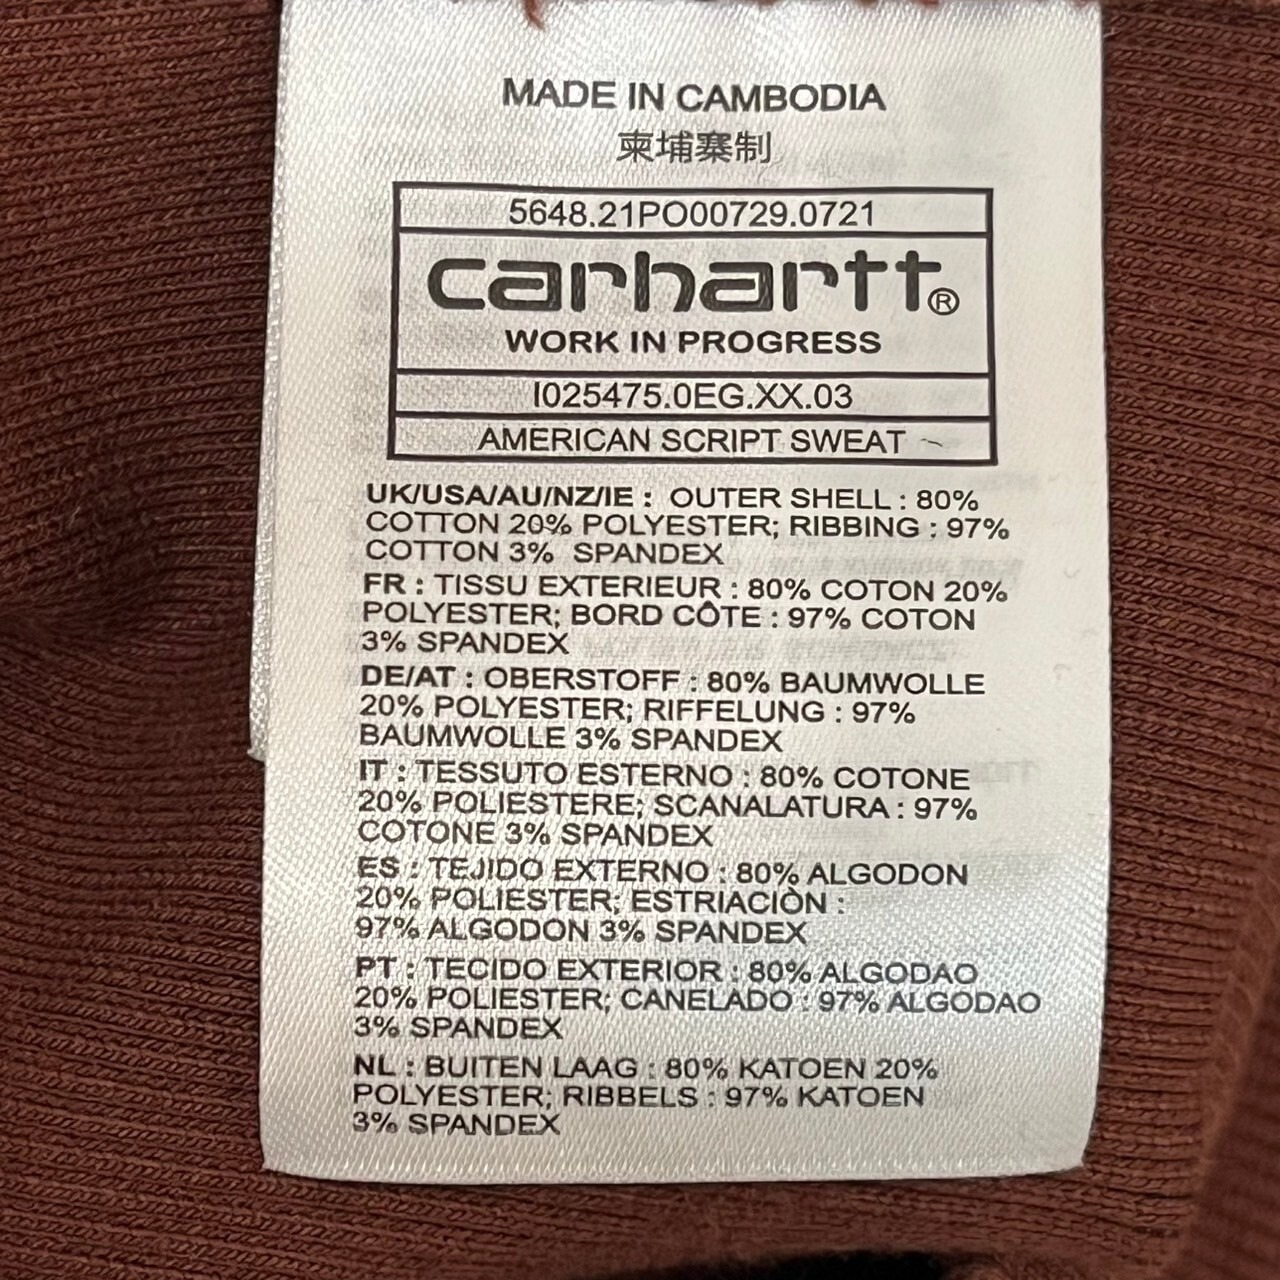 MADE IN CAMBODIA
柬埔寨制
5648.21PO00729.0721
carhartt®
WORK IN PROGRESS
I025475.0EG.XX.03
AMERICAN SCRIPT SWEAT
UK/USA/AU/NZ/IE : OUTER SHELL : 80%
COTTON 20% POLYESTER; RIBBING : 97%
COTTON 3% SPANDEX
FR : TISSU EXTERIEUR : 80% COTON 20%
POLYESTER; BORD CÔTE : 97% COTON
3% SPANDEX
DE/AT : OBERSTOFF : 80% BAUMWOLLE
20% POLYESTER; RIFFELUNG : 97%
BAUMWOLLE 3% SPANDEX
IT : TESSUTO ESTERNO : 80% COTONE
20% POLIESTERE; SCANALATURA : 97%
COTONE 3% SPANDEX
ES : TEJIDO EXTERNO : 80% ALGODON
20% POLIESTER; ESTRIACIÒN :
97% ALGODON 3% SPANDEX
PT : TECIDO EXTERIOR : 80% ALGODAO
20% POLIESTER; CANELADO : 97% ALGODAO
3% SPANDEX
NL : BUITEN LAAG : 80% KATOEN 20%
POLYESTER; RIBBELS : 97% KATOEN
3% SPANDEX